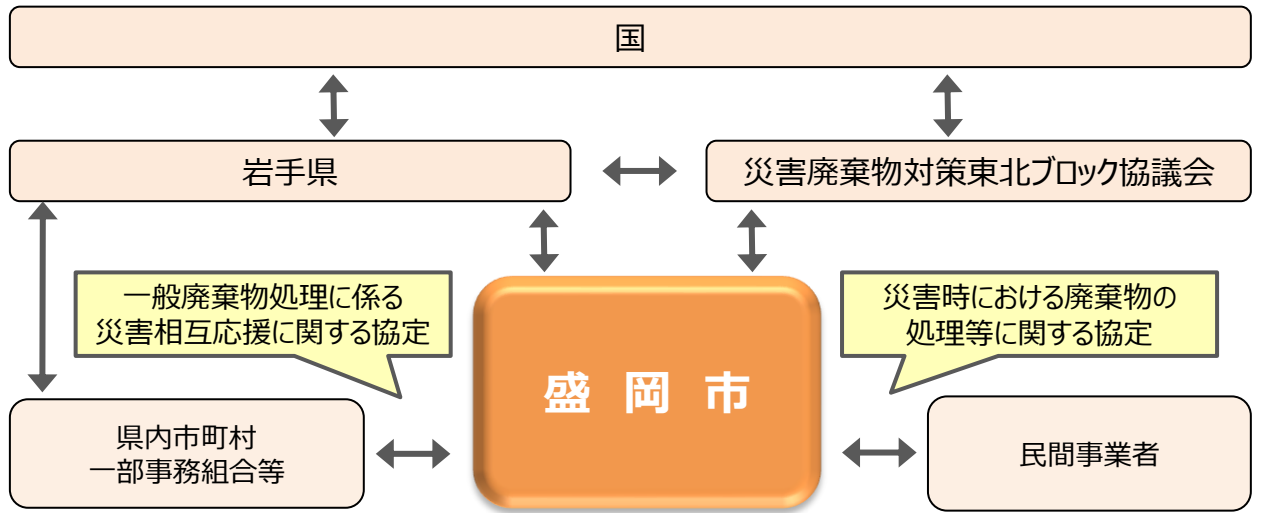 国
岩手県
災害廃棄物対策東北ブロック協議会
一般廃棄物処理に係る
災害相互応援に関する協定
災害時における廃棄物の
処理等に関する協定
盛岡市
県内市町村
一部事務組合等
民間事業者